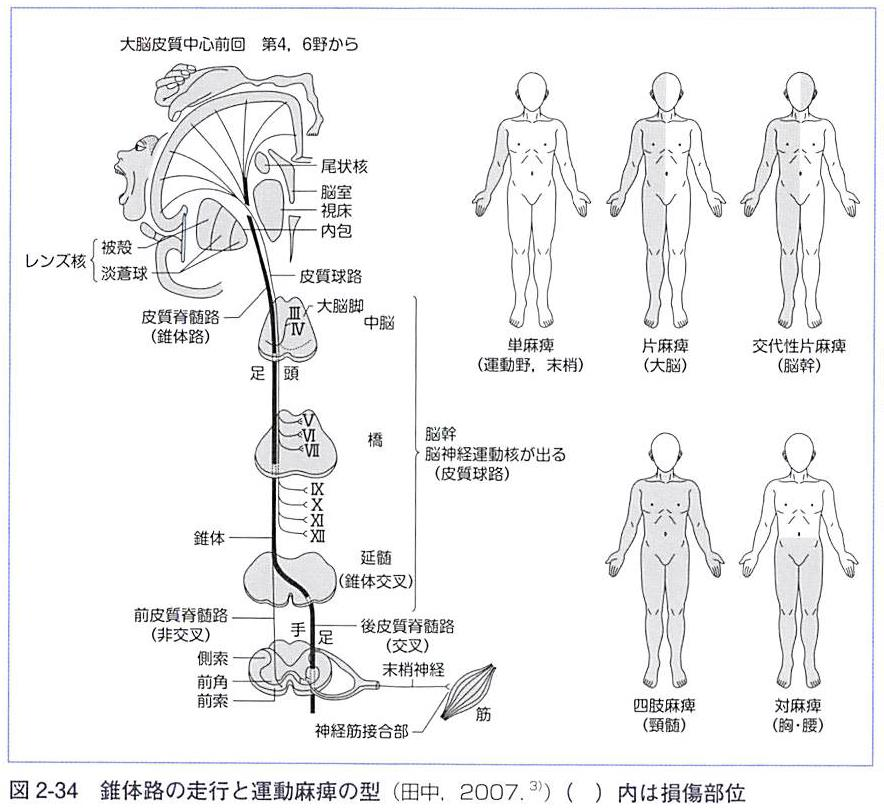 大脳皮質中心前回　第4，6野から
尾状核
脳室
視床
内包
レンズ核
被殻
淡蒼球
皮質球路
皮質脊髄路
(錐体路)
Ⅲ
Ⅳ
大脳脚
中脳
足 頭
Ⅴ
Ⅵ
Ⅶ
橋
脳幹
脳神経運動核が出る
(皮質球路)
Ⅸ
Ⅹ
Ⅺ
Ⅻ
錐体
延髄
(錐体交叉)
前皮質脊髄路
(非交叉)
手 足
後皮質脊髄路
(交叉)
側索
前角
前索
末梢神経
神経筋接合部
筋
単麻痺
(運動野，末梢)
片麻痺
(大脳)
交代性片麻痺
(脳幹)
四肢麻痺
(頸髄)
対麻痺
(胸・腰)
図 2-34　錐体路の走行と運動麻痺の型（田中，2007.3)）（　）内は損傷部位